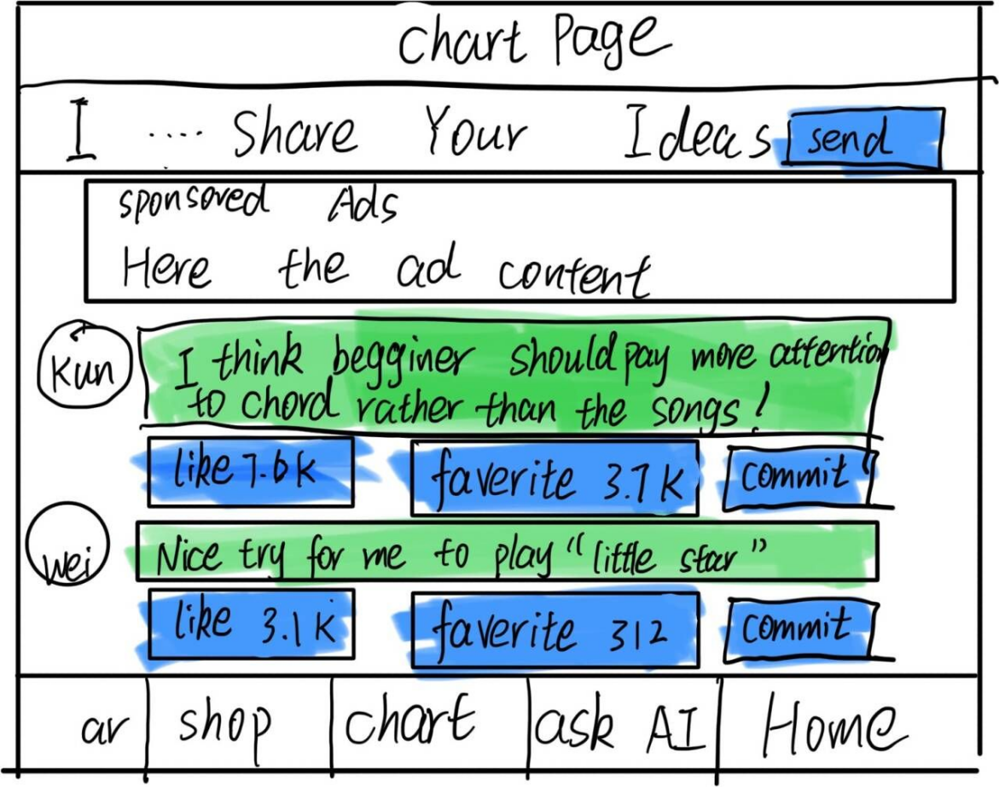 Chart Page
I .... Share Your Ideas send
sponsored Ads
Here the ad content
Kun
I think begginer should pay more attention
to chord rather than the songs!
like 7.6K faverite 3.7K commit
Wei
Nice try for me to play "little star"
like 3.1K faverite 312 commit
ar shop chart ask AI Home